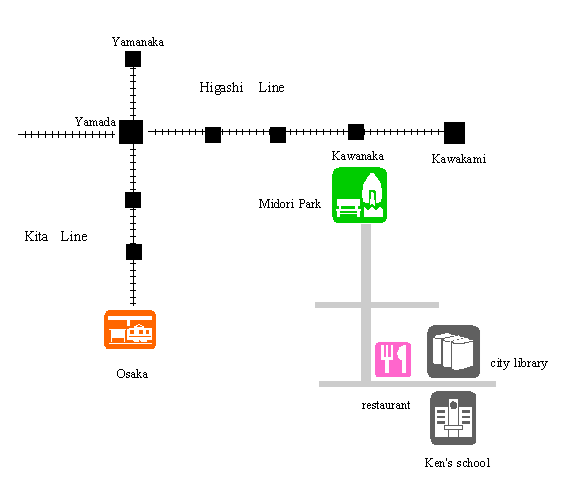 Yamanaka
Higashi Line
Yamada
Kawanaka
Kawakami
Midori Park
Kita Line
Osaka
city library
restaurant
Ken's school